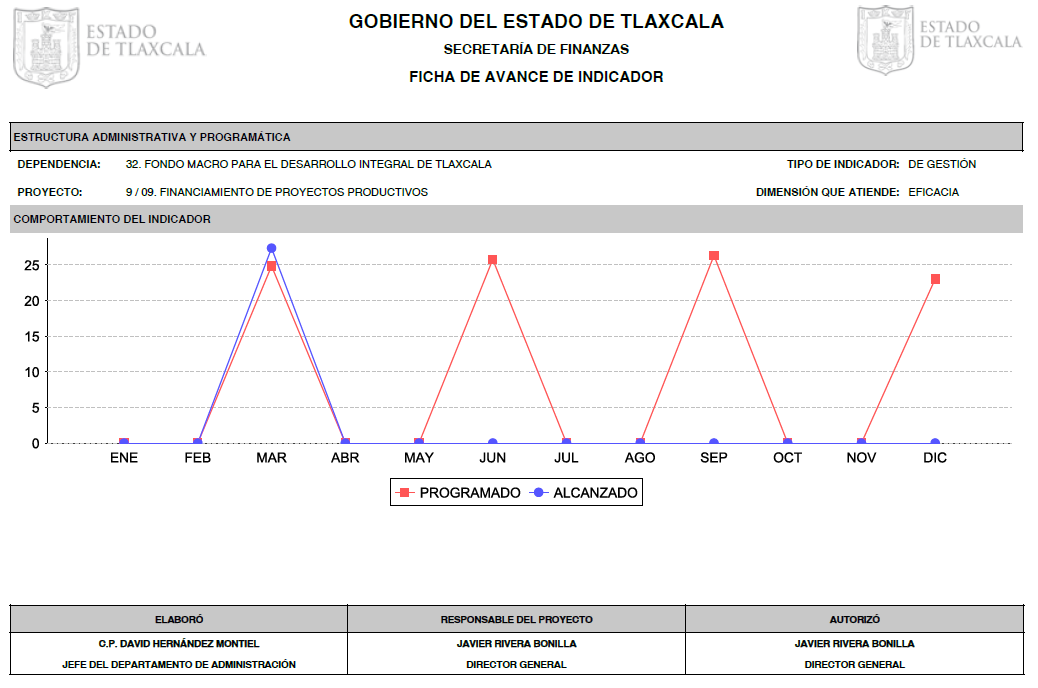 ESTADO
DE TLAXCALA
GOBIERNO DEL ESTADO DE TLAXCALA
SECRETARÍA DE FINANZAS
FICHA DE AVANCE DE INDICADOR
ESTADO
DE TLAXCALA
ESTRUCTURA ADMINISTRATIVA Y PROGRAMÁTICA
DEPENDENCIA: 32. FONDO MACRO PARA EL DESARROLLO INTEGRAL DE TLAXCALA TIPO DE INDICADOR: DE GESTIÓN
PROYECTO: 9 / 09. FINANCIAMIENTO DE PROYECTOS PRODUCTIVOS DIMENSIÓN QUE ATIENDE: EFICACIA
COMPORTAMIENTO DEL INDICADOR
25
20
15
10
5
0
ENE FEB MAR ABR MAY JUN JUL AGO SEP OCT NOV DIC
PROGRAMADO ALCANZADO
ELABORÓ RESPONSABLE DEL PROYECTO AUTORIZÓ
C.P. DAVID HERNÁNDEZ MONTIEL JAVIER RIVERA BONILLA JAVIER RIVERA BONILLA
JEFE DEL DEPARTAMENTO DE ADMINISTRACIÓN DIRECTOR GENERAL DIRECTOR GENERAL